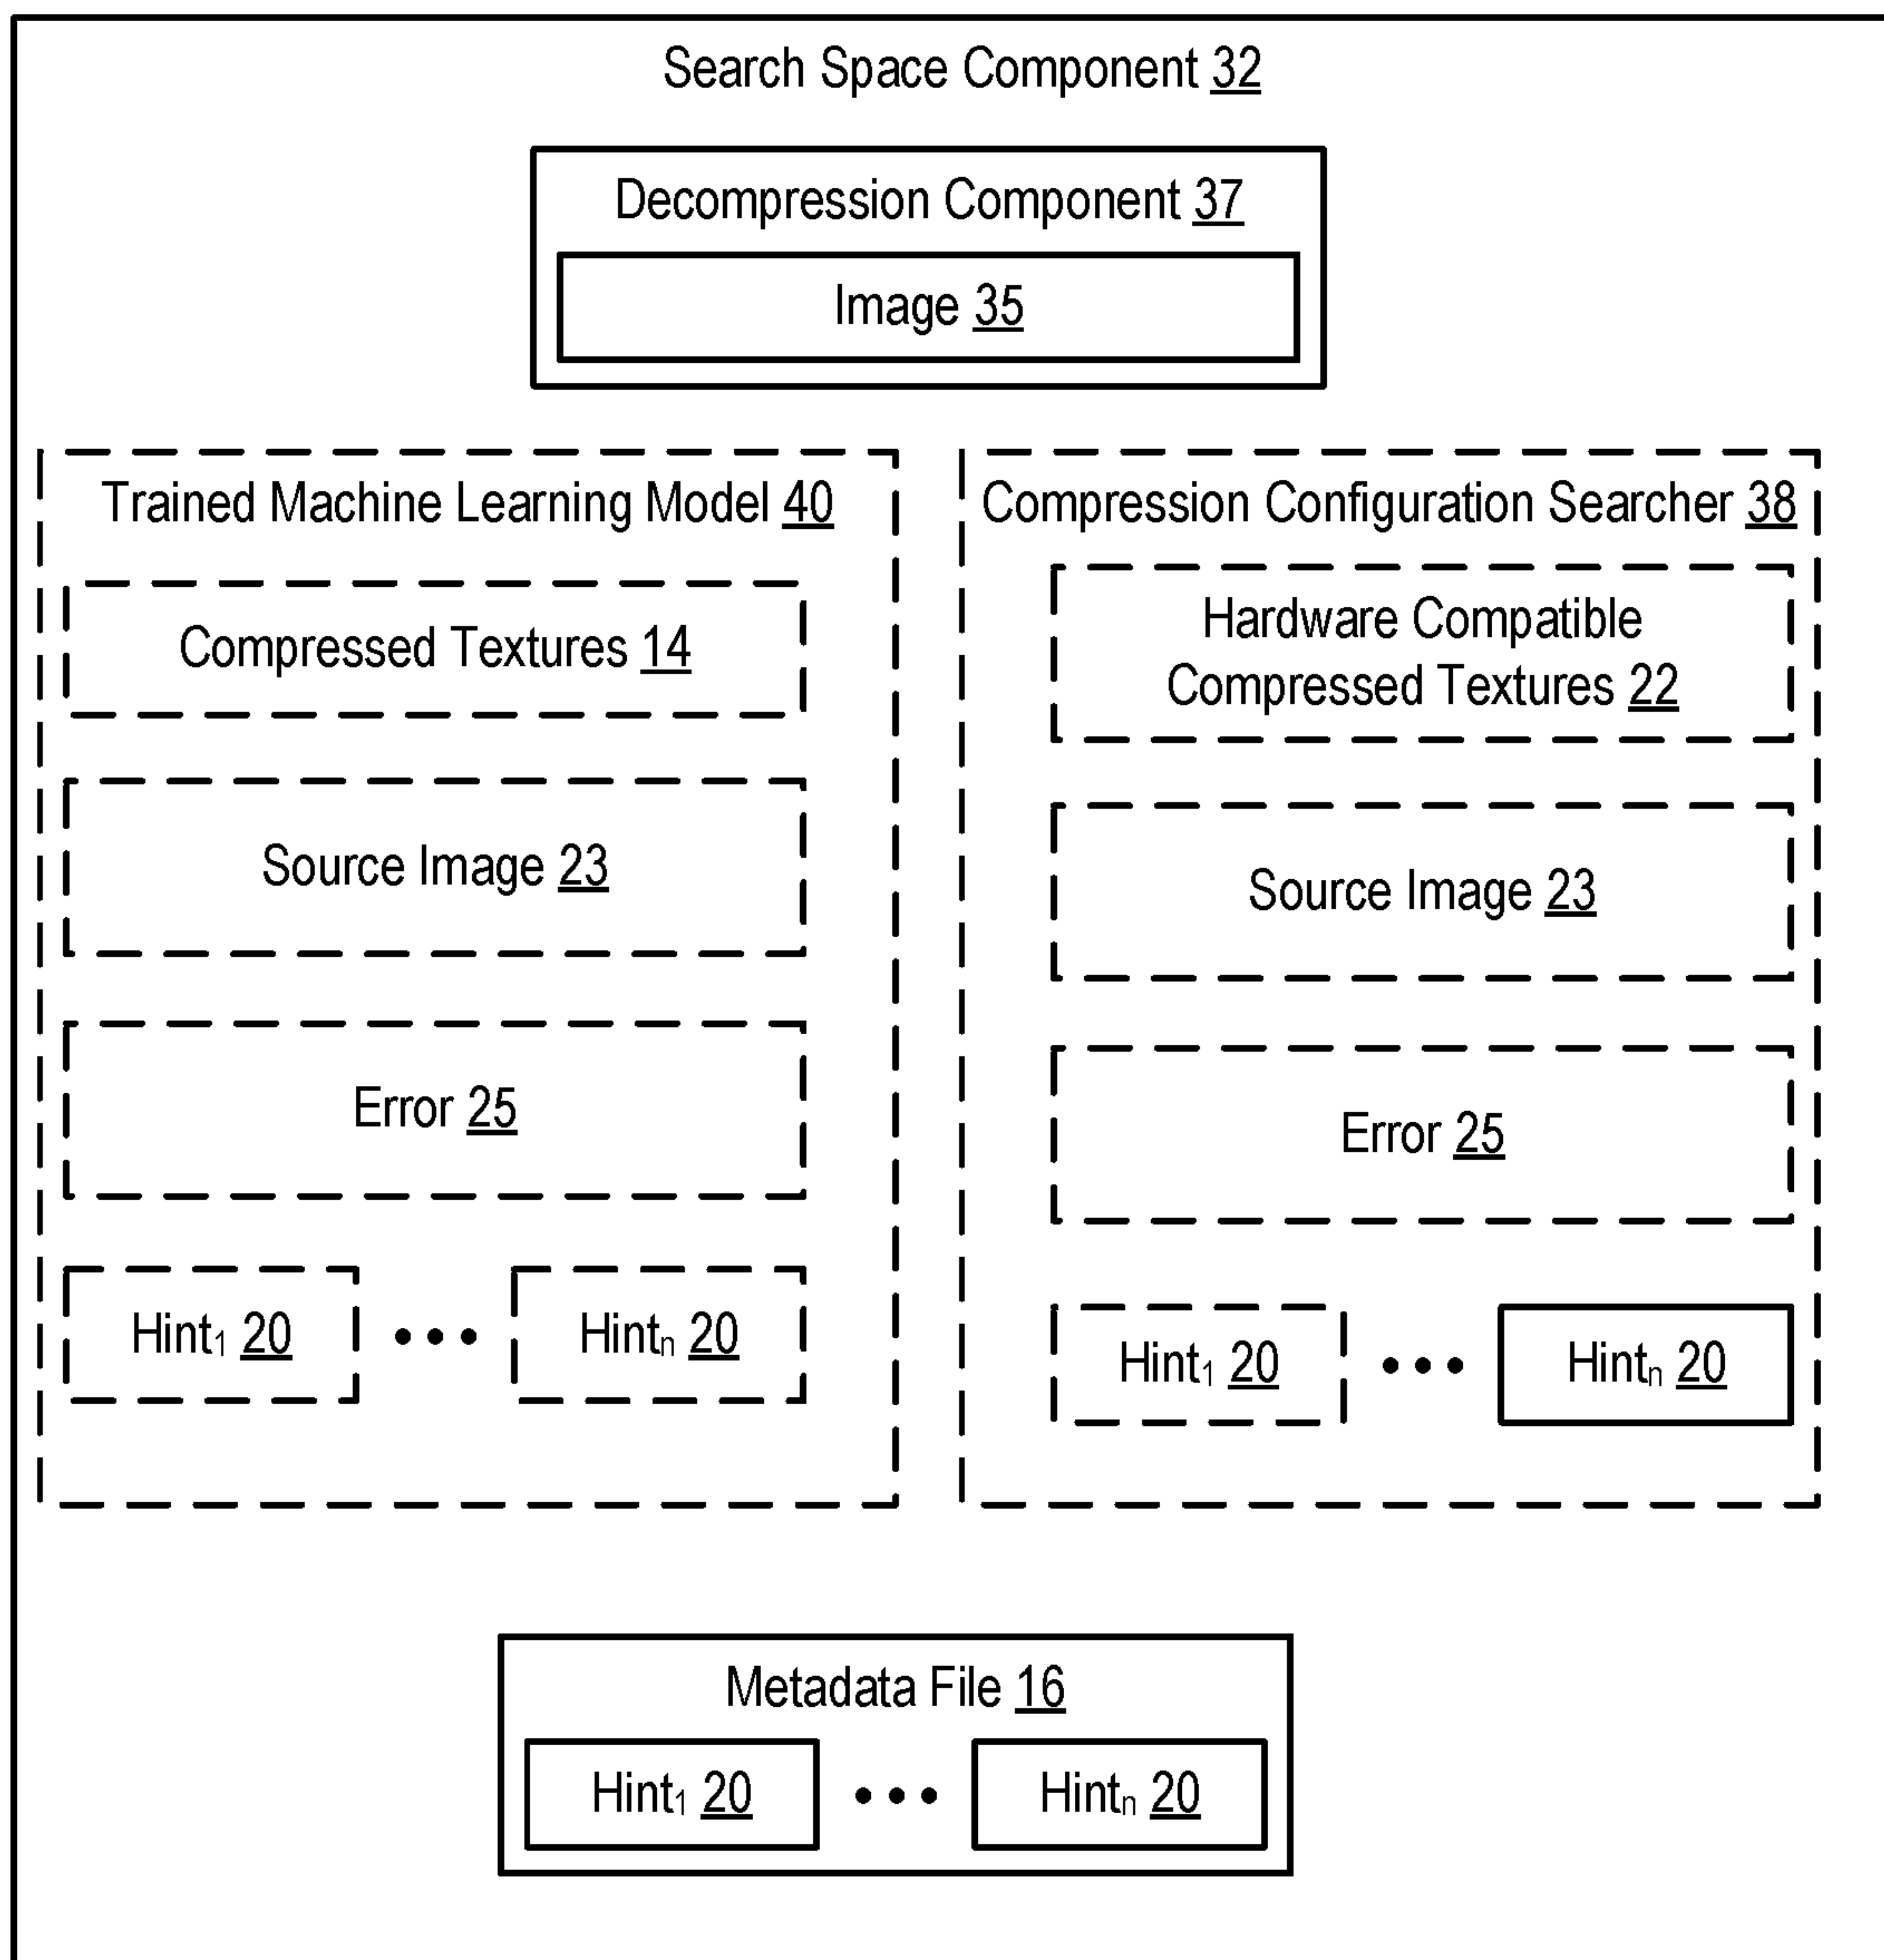 Search Space Component 32
Decompression Component 37
Image 35
Trained Machine Learning Model 40
Compressed Textures 14
Source Image 23
Error 25
Hint₁ 20 ••• Hintₙ 20
Compression Configuration Searcher 38
Hardware Compatible
Compressed Textures 22
Source Image 23
Error 25
Hint₁ 20 ••• Hintₙ 20
Metadata File 16
Hint₁ 20 ••• Hintₙ 20